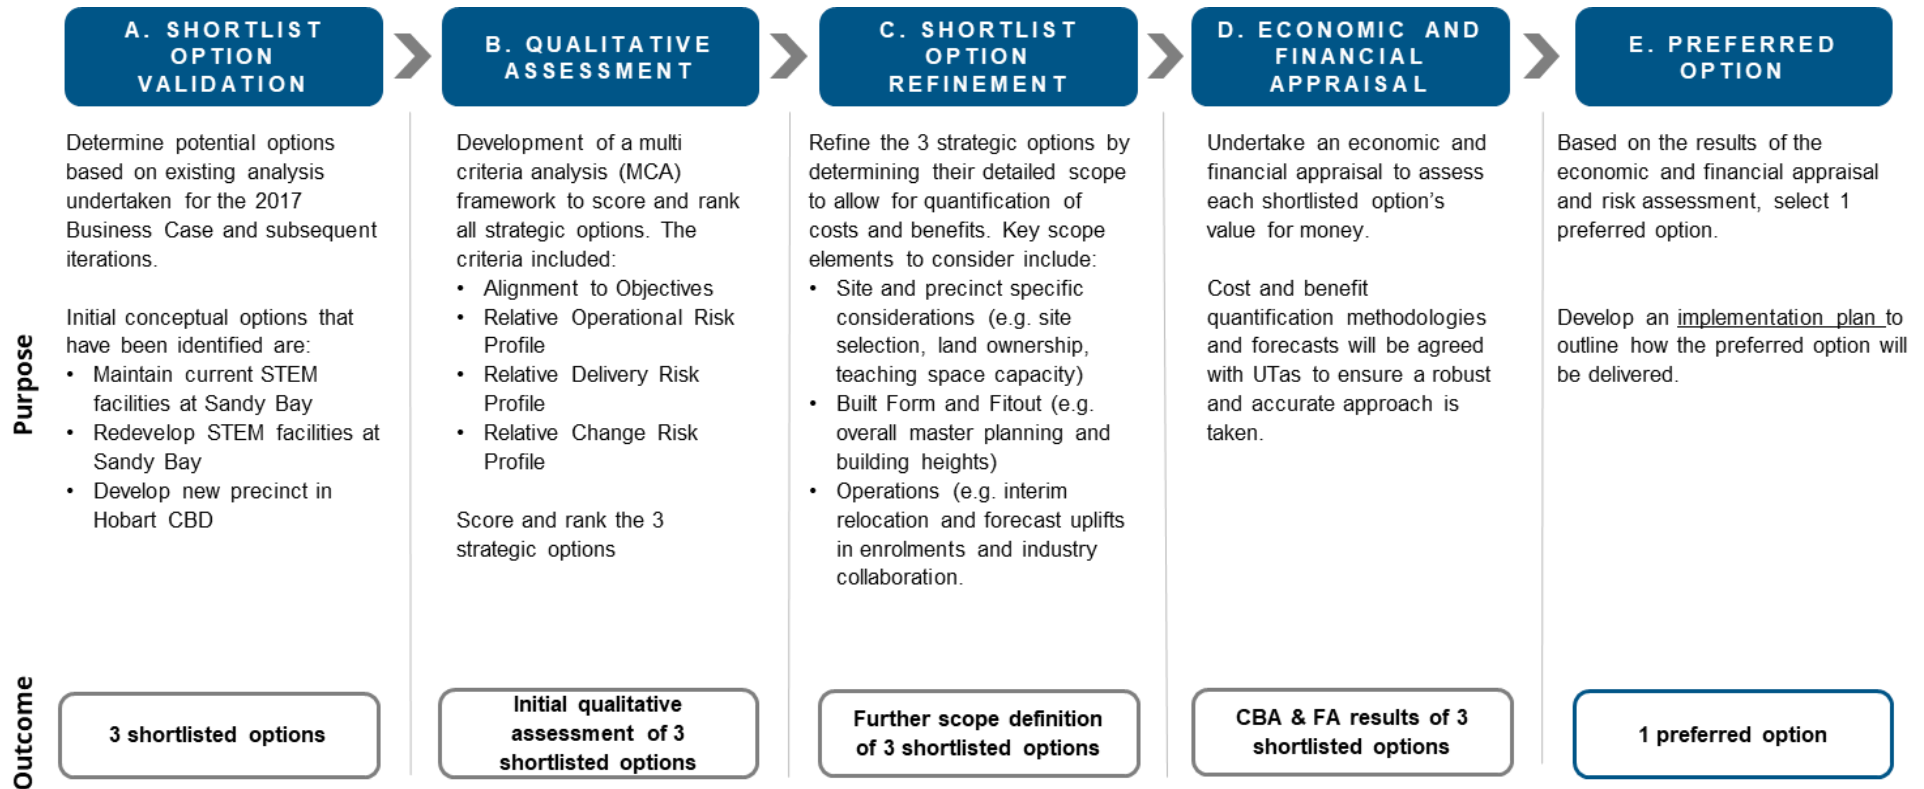 A. SHORTLIST
OPTION
VALIDATION
B. QUALITATIVE
ASSESSMENT
C. SHORTLIST
OPTION
REFINEMENT
D. ECONOMIC AND
FINANCIAL
APPRAISAL
E. PREFERRED
OPTION
Purpose
Determine potential options
based on existing analysis
undertaken for the 2017
Business Case and subsequent
iterations.
Initial conceptual options that
have been identified are:
• Maintain current STEM
facilities at Sandy Bay
• Redevelop STEM facilities at
Sandy Bay
• Develop new precinct in
Hobart CBD
Development of a multi
criteria analysis (MCA)
framework to score and rank
all strategic options. The
criteria included:
• Alignment to Objectives
• Relative Operational Risk
Profile
• Relative Delivery Risk
Profile
• Relative Change Risk
Profile
Score and rank the 3
strategic options
Refine the 3 strategic options by
determining their detailed scope
to allow for quantification of
costs and benefits. Key scope
elements to consider include:
• Site and precinct specific
considerations (e.g. site
selection, land ownership,
teaching space capacity)
• Built Form and Fitout (e.g.
overall master planning and
building heights)
• Operations (e.g. interim
relocation and forecast uplifts
in enrolments and industry
collaboration.
Undertake an economic and
financial appraisal to assess
each shortlisted option's
value for money.
Cost and benefit
quantification methodologies
and forecasts will be agreed
with UTas to ensure a robust
and accurate approach is
taken.
Based on the results of the
economic and financial appraisal
and risk assessment, select 1
preferred option.
Develop an implementation plan to
outline how the preferred option will
be delivered.
Outcome
3 shortlisted options
Initial qualitative
assessment of 3
shortlisted options
Further scope definition
of 3 shortlisted options
CBA & FA results of 3
shortlisted options
1 preferred option